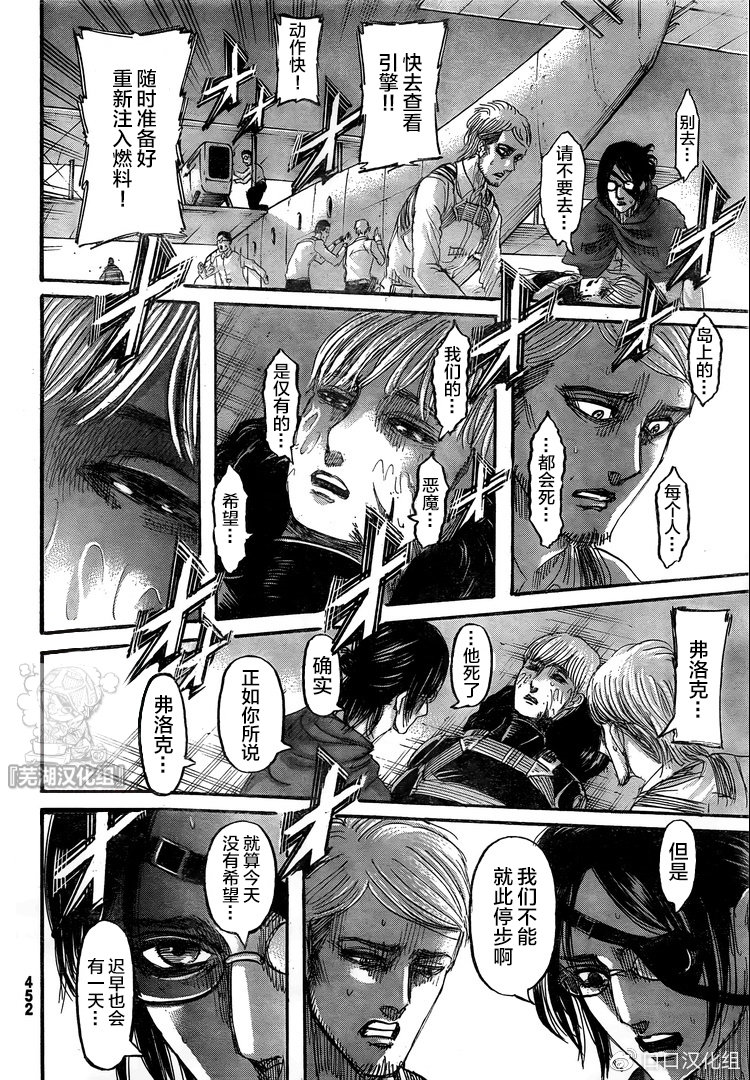 别去…
请不要去…
快去查看
引擎!!
动作快！
随时准备好
重新注入燃料！
岛上的…
每个人…
…都会死…
我们的…
恶魔…
是仅有的…
希望…
弗洛克…
…他死了
确实
正如你所说
弗洛克…
但是
我们不能
就此停步啊
就算今天
没有希望…
迟早也会
有一天…
『芜湖汉化组』
452
@口口汉化组